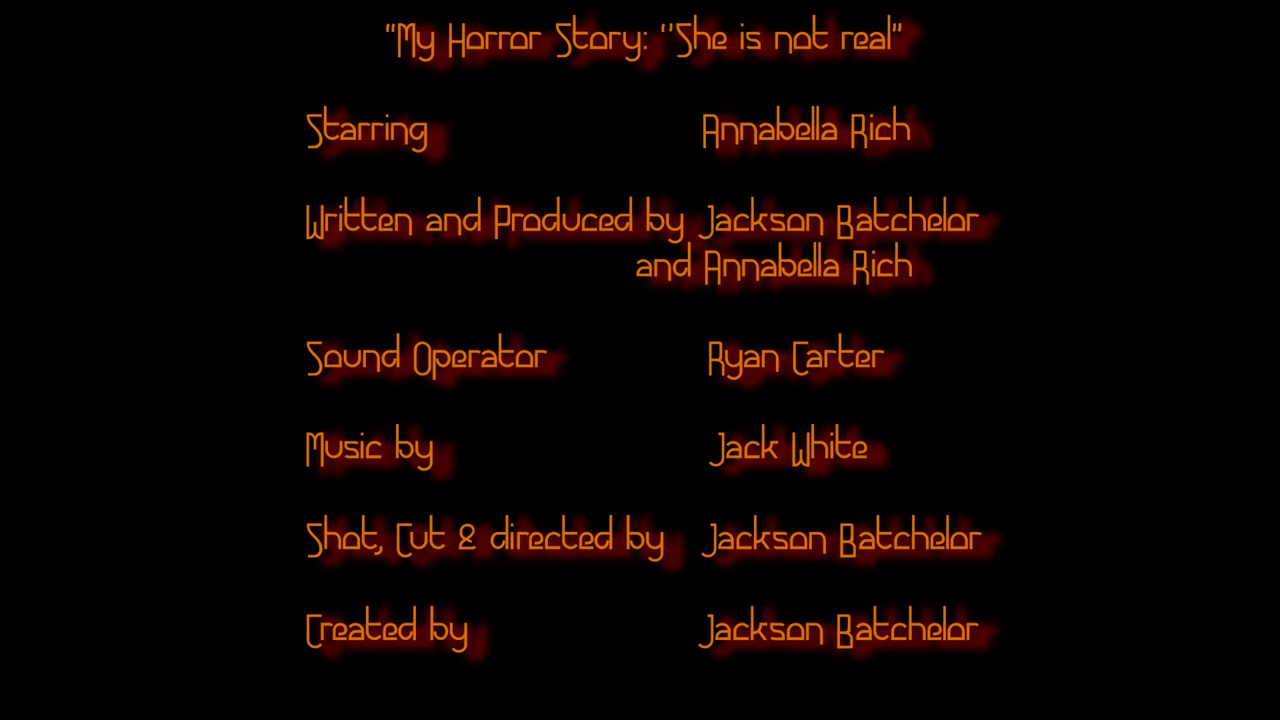 "My Horror Story: ''She is not real"
Starring Annabella Rich
Written and Produced by Jackson Batchelor
and Annabella Rich
Sound Operator Ryan Carter
Music by Jack White
Shot, Cut & directed by Jackson Batchelor
Created by Jackson Batchelor